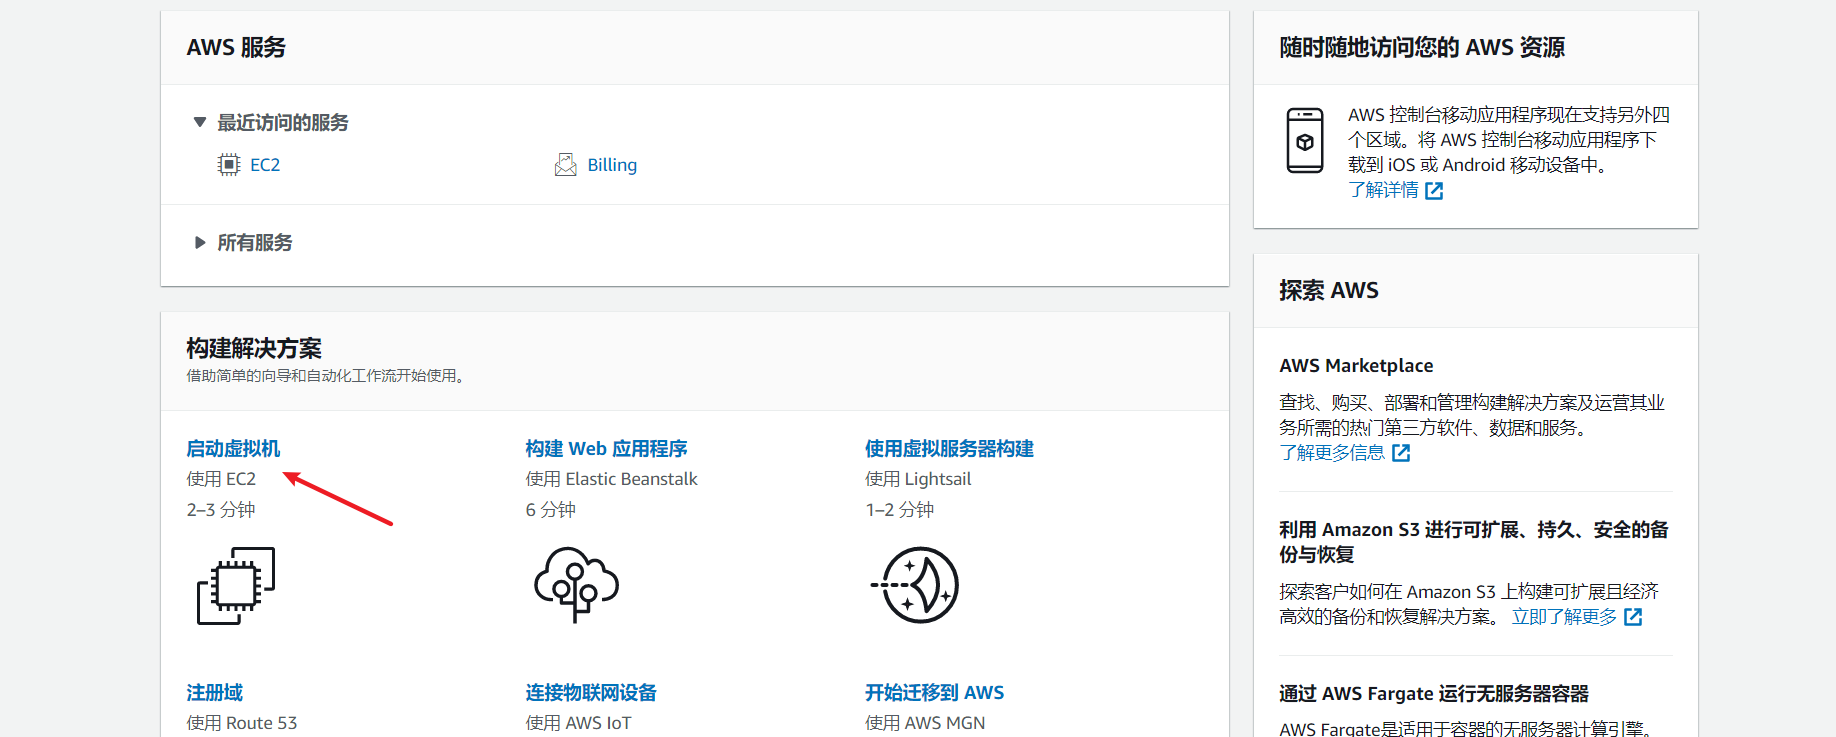 AWS 服务
最近访问的服务
EC2
Billing
所有服务
构建解决方案
借助简单的向导和自动化工作流开始使用。
启动虚拟机
使用 EC2
2–3 分钟
构建 Web 应用程序
使用 Elastic Beanstalk
6 分钟
使用虚拟服务器构建
使用 Lightsail
1–2 分钟
注册域
使用 Route 53
连接物联网设备
使用 AWS IoT
开始迁移到 AWS
使用 AWS MGN
随时随地访问您的 AWS 资源
AWS 控制台移动应用程序现在支持另外四
个区域。将 AWS 控制台移动应用程序下
载到 iOS 或 Android 移动设备中。
了解详情
探索 AWS
AWS Marketplace
查找、购买、部署和管理构建解决方案及运营其业
务所需的热门第三方软件、数据和服务。
了解更多信息
利用 Amazon S3 进行可扩展、持久、安全的备
份与恢复
探索客户如何在 Amazon S3 上构建可扩展且经济
高效的备份和恢复解决方案。 立即了解更多
通过 AWS Fargate 运行无服务器容器
AWS Fargate是适用于容器的无服务器计算引擎。